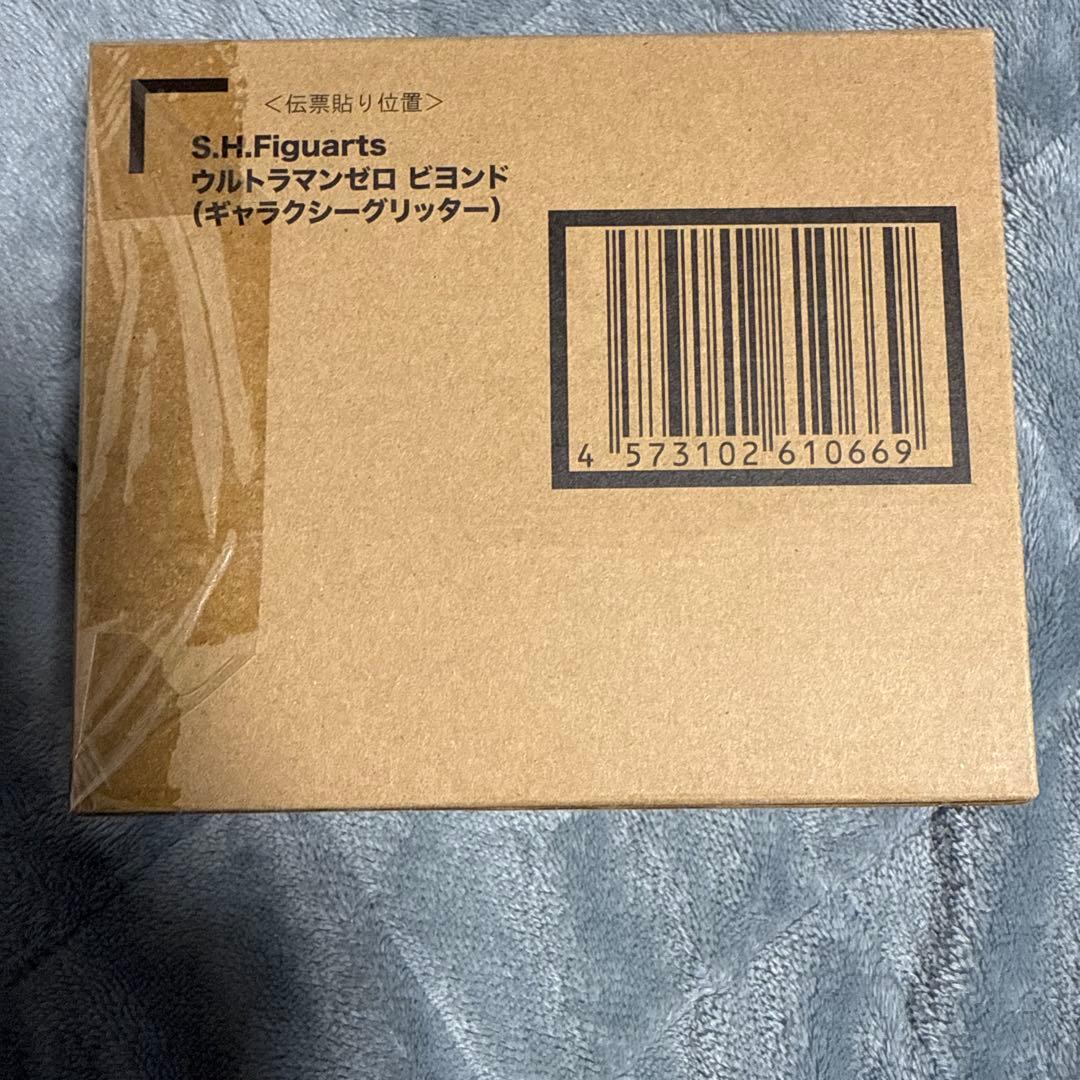 ＜伝票貼り位置＞
S.H.Figuarts
ウルトラマンゼロ ビヨンド
（ギャラクシーグリッター）
4 573102 610669